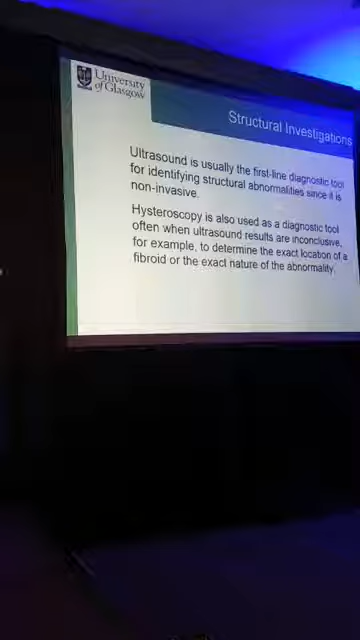 University
of Glasgow
Structural Investigations
Ultrasound is usually the first-line diagnostic tool
for identifying structural abnormalities since it is
non-invasive.
Hysteroscopy is also used as a diagnostic tool
often when ultrasound results are inconclusive,
for example, to determine the exact location of a
fibroid or the exact nature of the abnormality.